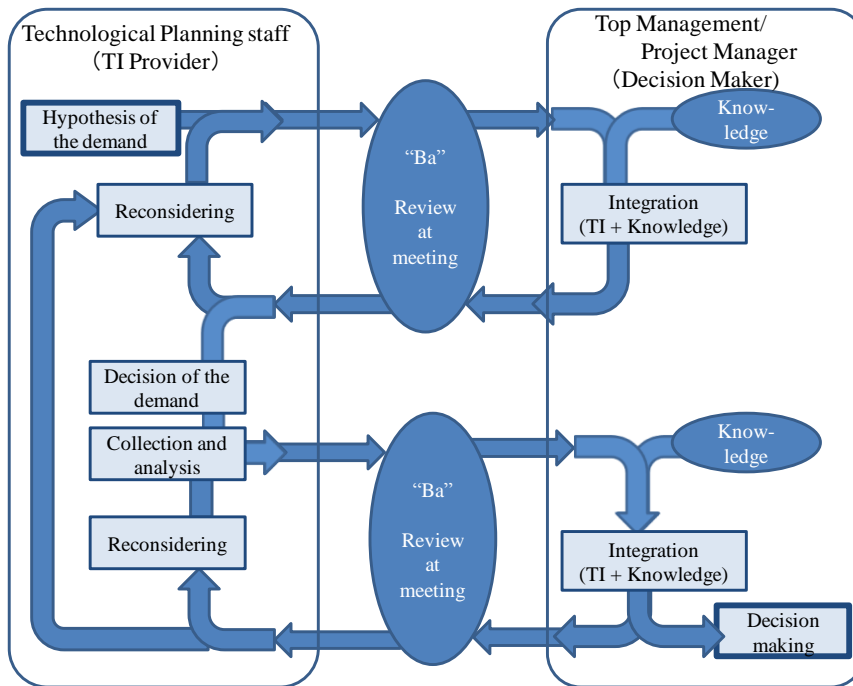 Technological Planning staff
（TI Provider）
Top Management/
Project Manager
(Decision Maker）
Hypothesis of
the demand
“Ba”
Review
at
meeting
Know-
ledge
Reconsidering
Integration
(TI + Knowledge)
Decision of the
demand
Collection and
analysis
“Ba”
Review
at
meeting
Know-
ledge
Reconsidering
Integration
(TI + Knowledge)
Decision
making